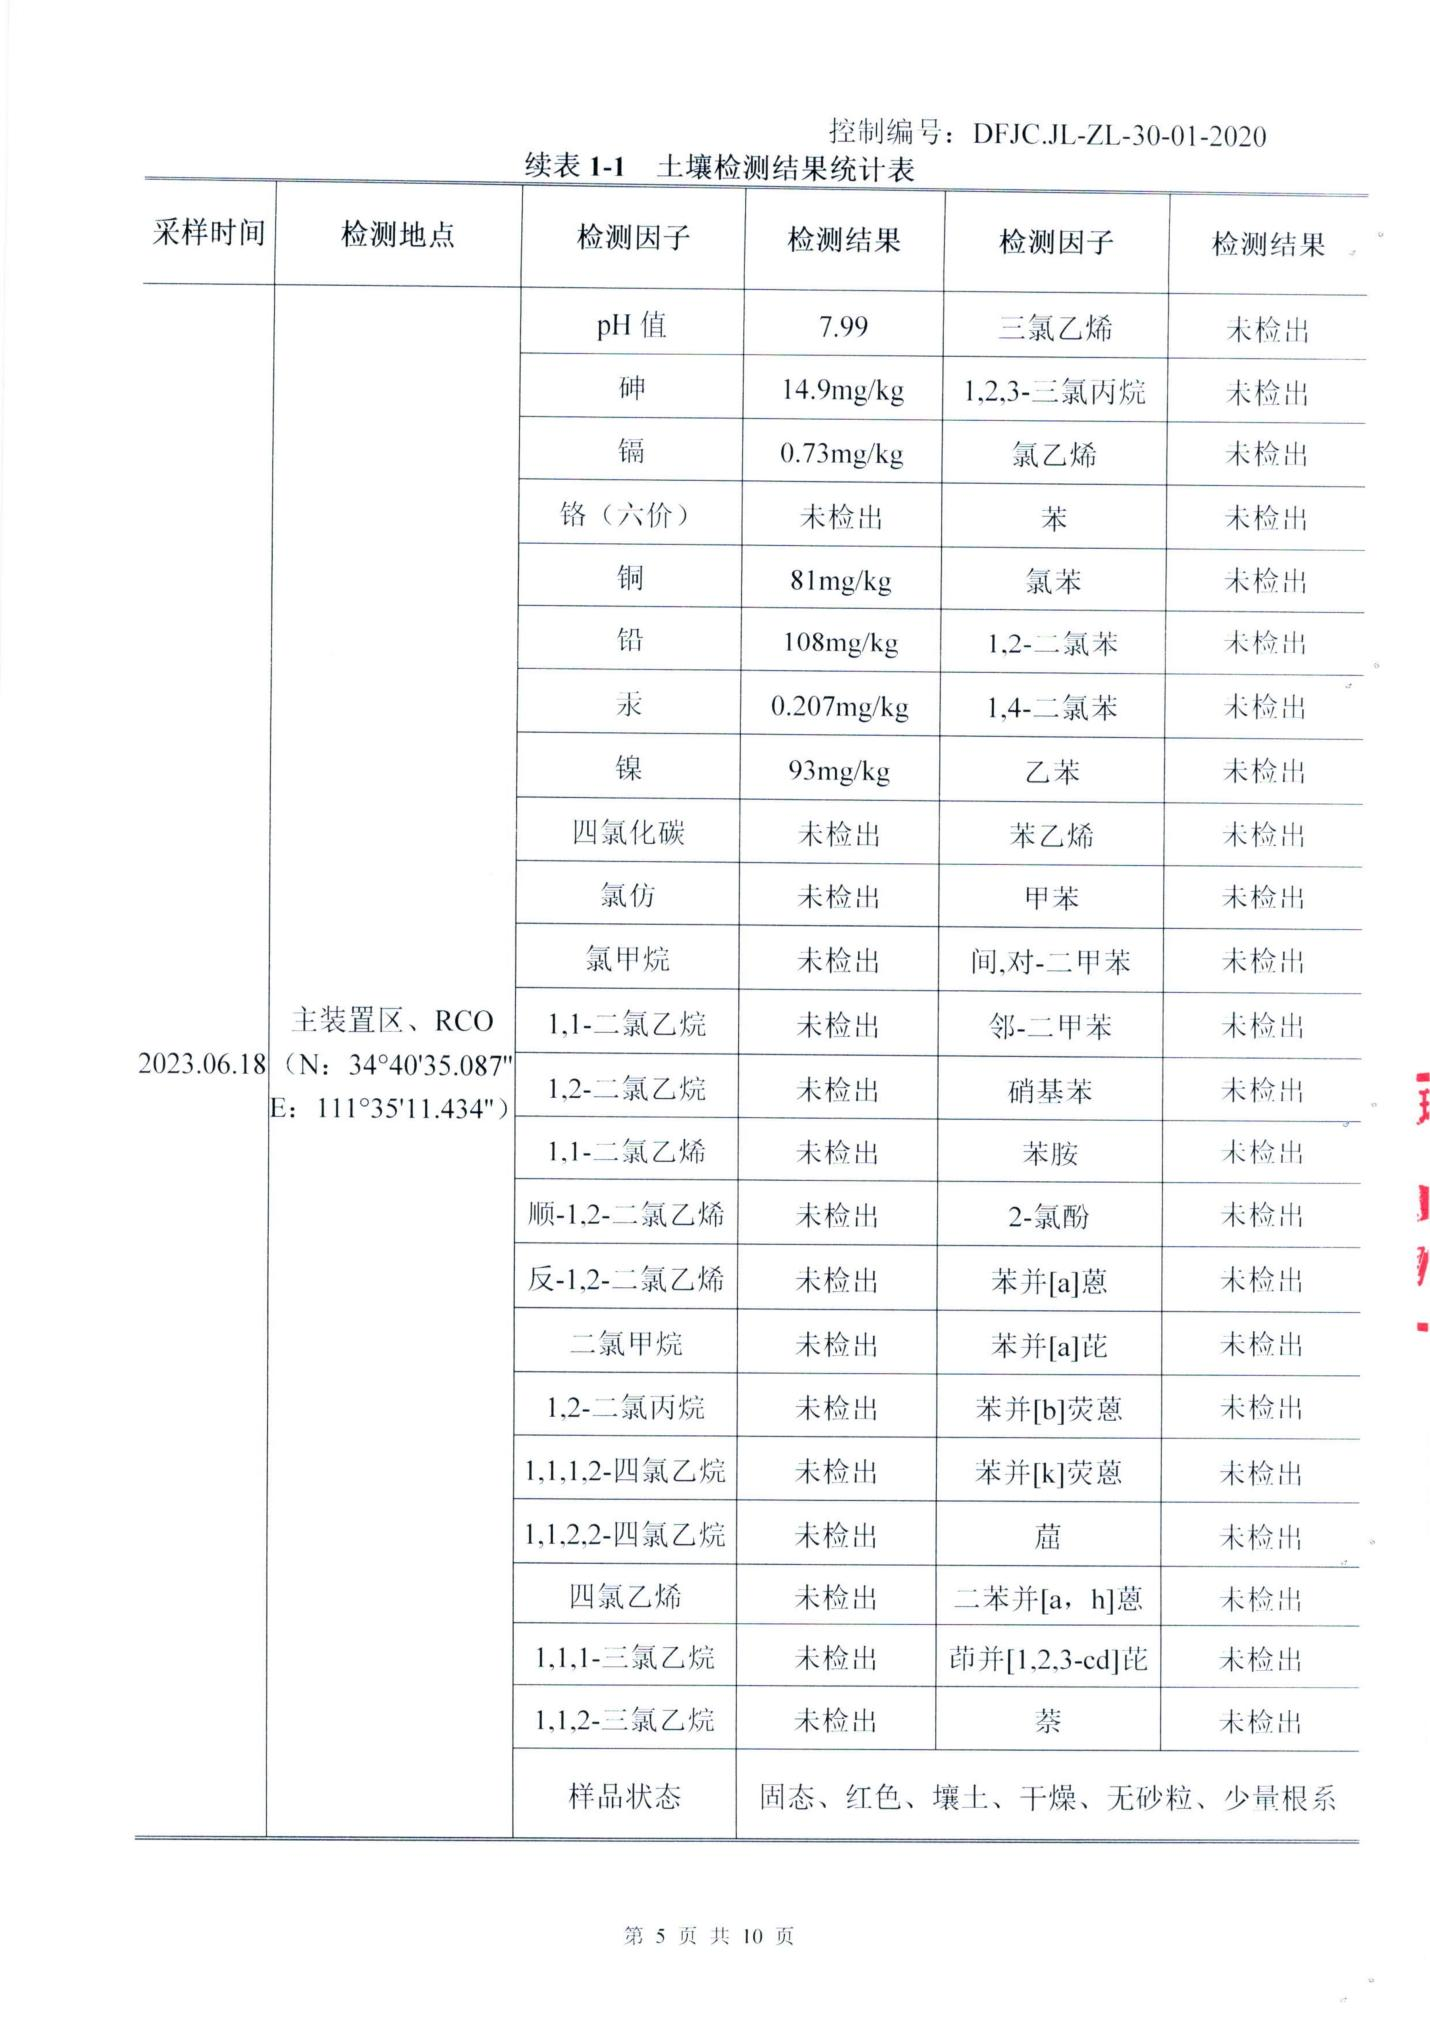 控制编号：DFJC.JL-ZL-30-01-2020
续表 1-1 土壤检测结果统计表
采样时间 检测地点 检测因子 检测结果 检测因子 检测结果
pH 值 7.99 三氯乙烯 未检出
砷 14.9mg/kg 1,2,3-三氯丙烷 未检出
镉 0.73mg/kg 氯乙烯 未检出
铬（六价） 未检出 苯 未检出
铜 81mg/kg 氯苯 未检出
铅 108mg/kg 1,2-二氯苯 未检出
汞 0.207mg/kg 1,4-二氯苯 未检出
镍 93mg/kg 乙苯 未检出
四氯化碳 未检出 苯乙烯 未检出
氯仿 未检出 甲苯 未检出
氯甲烷 未检出 间,对-二甲苯 未检出
主装置区、RCO 1,1-二氯乙烷 未检出 邻-二甲苯 未检出
2023.06.18 （N：34°40'35.087"
1,2-二氯乙烷 未检出 硝基苯 未检出
E：111°35'11.434"）
1,1-二氯乙烯 未检出 苯胺 未检出
顺-1,2-二氯乙烯 未检出 2-氯酚 未检出
反-1,2-二氯乙烯 未检出 苯并[a]蒽 未检出
二氯甲烷 未检出 苯并[a]芘 未检出
1,2-二氯丙烷 未检出 苯并[b]荧蒽 未检出
1,1,1,2-四氯乙烷 未检出 苯并[k]荧蒽 未检出
1,1,2,2-四氯乙烷 未检出 䓛 未检出
四氯乙烯 未检出 二苯并[a，h]蒽 未检出
1,1,1-三氯乙烷 未检出 茚并[1,2,3-cd]芘 未检出
1,1,2-三氯乙烷 未检出 萘 未检出
样品状态 固态、红色、壤土、干燥、无砂粒、少量根系
第 5 页 共 10 页